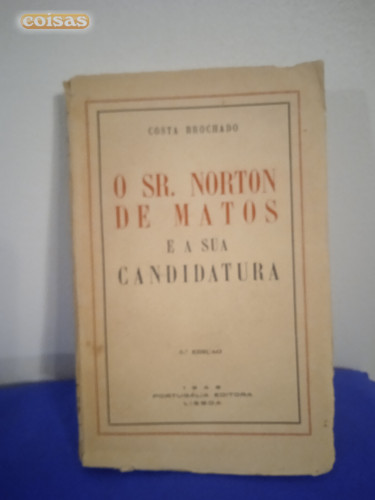 coisas
COSTA BROCHADO
O SR. NORTON
DE MATOS
E A SUA
CANDIDATURA
PORTUGÁLIA EDITORA
LISBOA